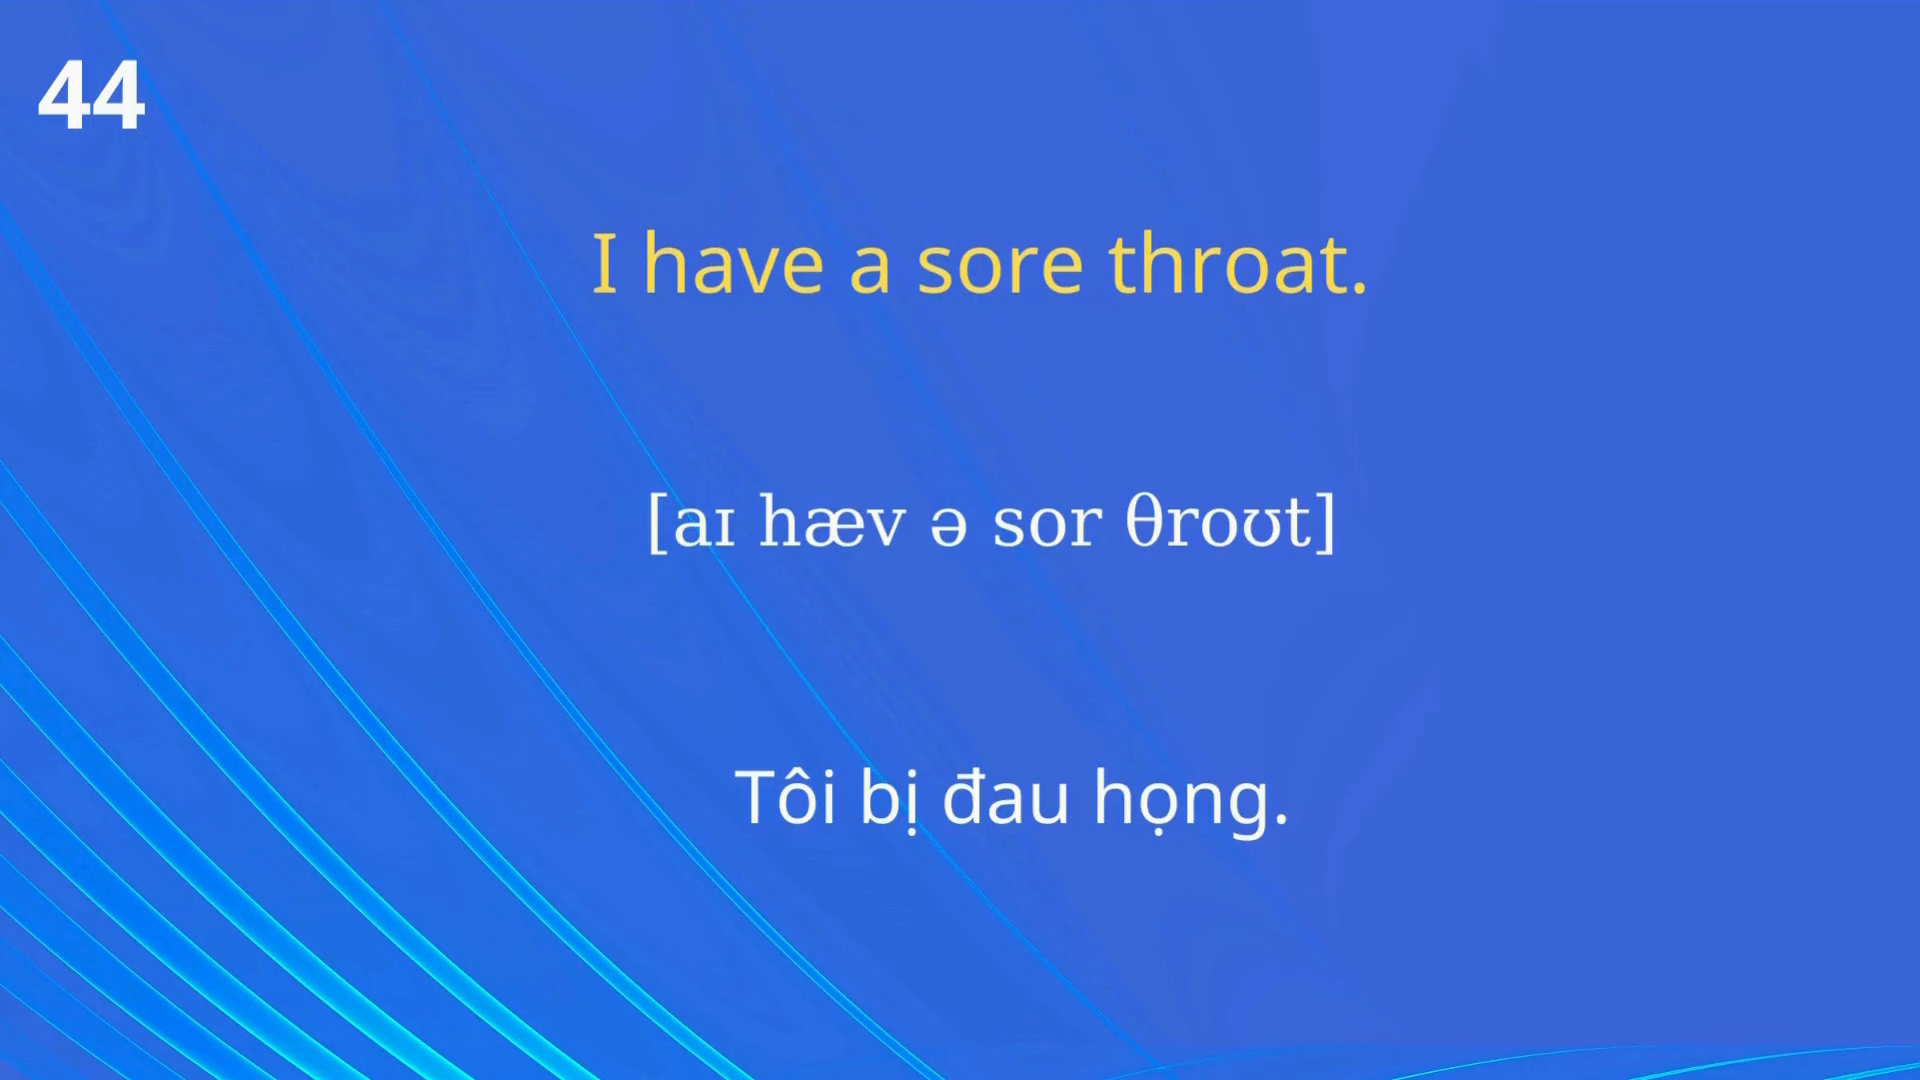 44
I have a sore throat.
[aɪ hæv ə sor θroʊt]
Tôi bị đau họng.